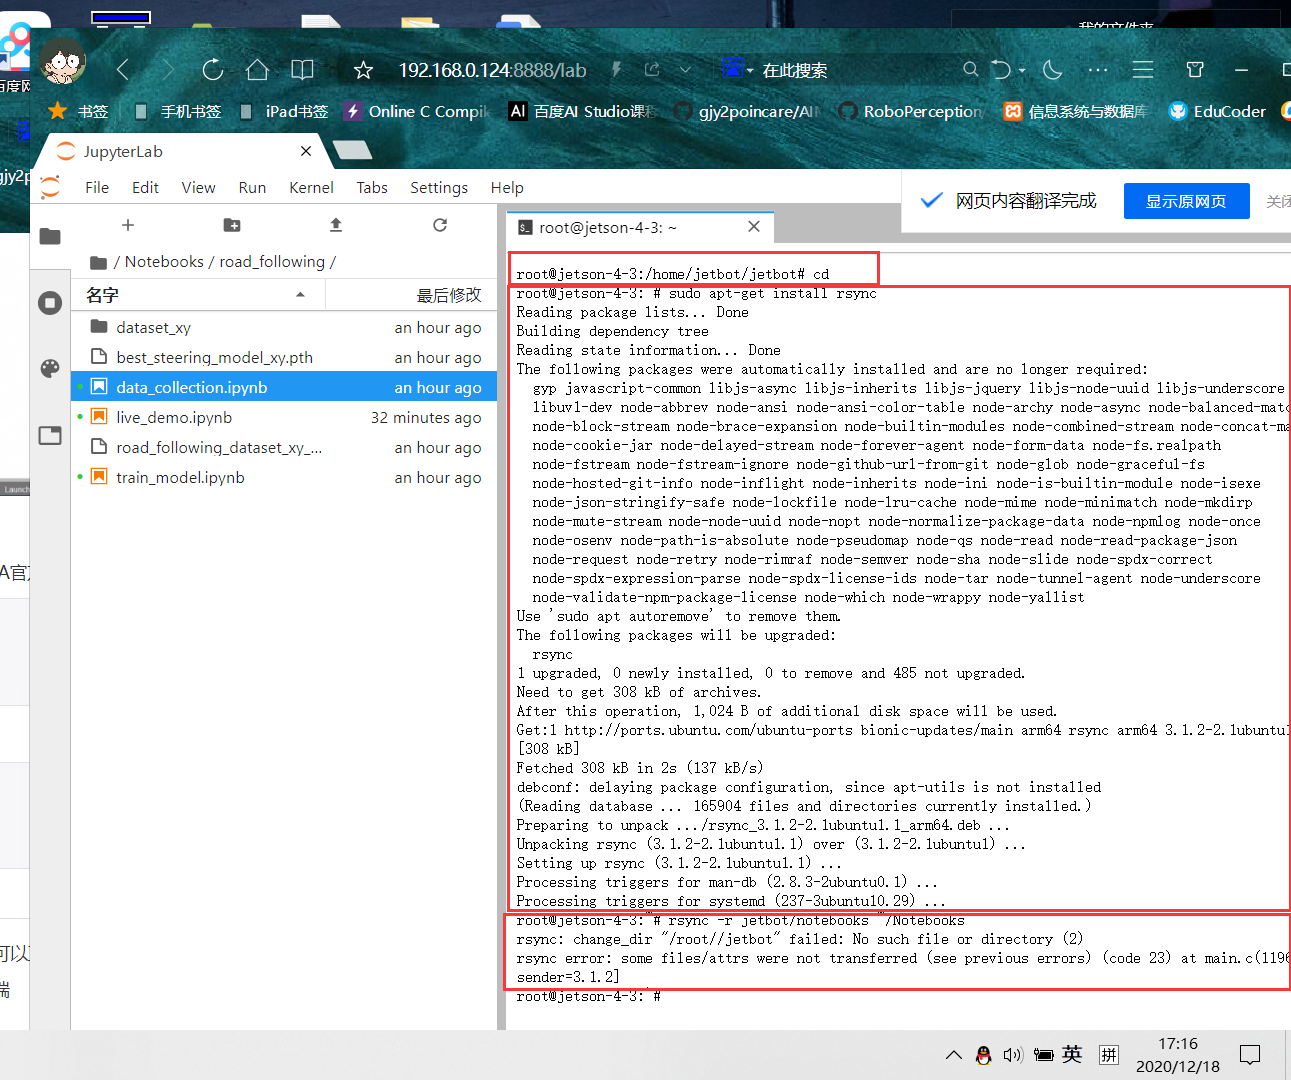 我的文件夹
192.168.0.124:8888/lab
在此搜索
书签
手机书签
iPad书签
Online C Compil
AI
百度AI Studio课
gjy2poincare/AI
RoboPerception
信息系统与数据库
EduCoder
JupyterLab
File Edit View Run Kernel Tabs Settings Help
网页内容翻译完成
显示原网页
关闭
/ Notebooks / road_following /
名字
最后修改
dataset_xy an hour ago
best_steering_model_xy.pth an hour ago
data_collection.ipynb an hour ago
live_demo.ipynb 32 minutes ago
road_following_dataset_xy_... an hour ago
train_model.ipynb an hour ago
root@jetson-4-3: ~
root@jetson-4-3:/home/jetbot/jetbot# cd
root@jetson-4-3:~# sudo apt-get install rsync
Reading package lists... Done
Building dependency tree
Reading state information... Done
The following packages were automatically installed and are no longer required:
gyp javascript-common libjs-async libjs-inherits libjs-jquery libjs-node-uuid libjs-underscore
libuv1-dev node-abbrev node-ansi node-ansi-color-table node-archy node-async node-balanced-matc
node-block-stream node-brace-expansion node-builtin-modules node-combined-stream node-concat-ma
node-cookie-jar node-delayed-stream node-forever-agent node-form-data node-fs.realpath
node-fstream node-fstream-ignore node-github-url-from-git node-glob node-graceful-fs
node-hosted-git-info node-inflight node-inherits node-ini node-is-builtin-module node-isexe
node-json-stringify-safe node-lockfile node-lru-cache node-mime node-minimatch node-mkdirp
node-mute-stream node-node-uuid node-nopt node-normalize-package-data node-npmlog node-once
node-osenv node-path-is-absolute node-pseudomap node-qs node-read node-read-package-json
node-request node-retry node-rimraf node-semver node-sha node-slide node-spdx-correct
node-spdx-expression-parse node-spdx-license-ids node-tar node-tunnel-agent node-underscore
node-validate-npm-package-license node-which node-wrappy node-yallist
Use 'sudo apt autoremove' to remove them.
The following packages will be upgraded:
rsync
1 upgraded, 0 newly installed, 0 to remove and 485 not upgraded.
Need to get 308 kB of archives.
After this operation, 1,024 B of additional disk space will be used.
Get:1 http://ports.ubuntu.com/ubuntu-ports bionic-updates/main arm64 rsync arm64 3.1.2-2.1ubuntu1
[308 kB]
Fetched 308 kB in 2s (137 kB/s)
debconf: delaying package configuration, since apt-utils is not installed
(Reading database ... 165904 files and directories currently installed.)
Preparing to unpack .../rsync_3.1.2-2.1ubuntu1.1_arm64.deb ...
Unpacking rsync (3.1.2-2.1ubuntu1.1) over (3.1.2-2.1ubuntu1) ...
Setting up rsync (3.1.2-2.1ubuntu1.1) ...
Processing triggers for man-db (2.8.3-2ubuntu0.1) ...
Processing triggers for systemd (237-3ubuntu10.29) ...
root@jetson-4-3:~# rsync -r jetbot/notebooks ~/Notebooks
rsync: change_dir "/root//jetbot" failed: No such file or directory (2)
rsync error: some files/attrs were not transferred (see previous errors) (code 23) at main.c(1196
sender=3.1.2]
root@jetson-4-3:~#
百度网
gjy2p
Launch
A官
可以
端
英
拼
17:16
2020/12/18